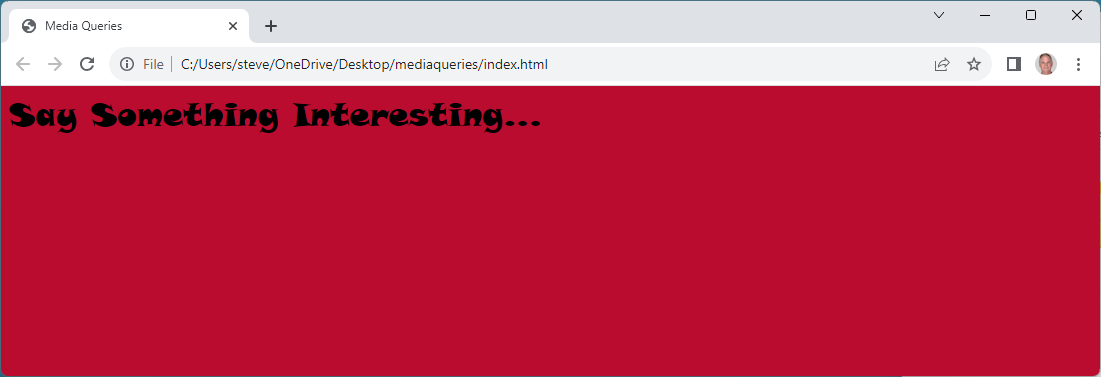 Media Queries
File C:/Users/steve/OneDrive/Desktop/mediaqueries/index.html
Say Something Interesting...